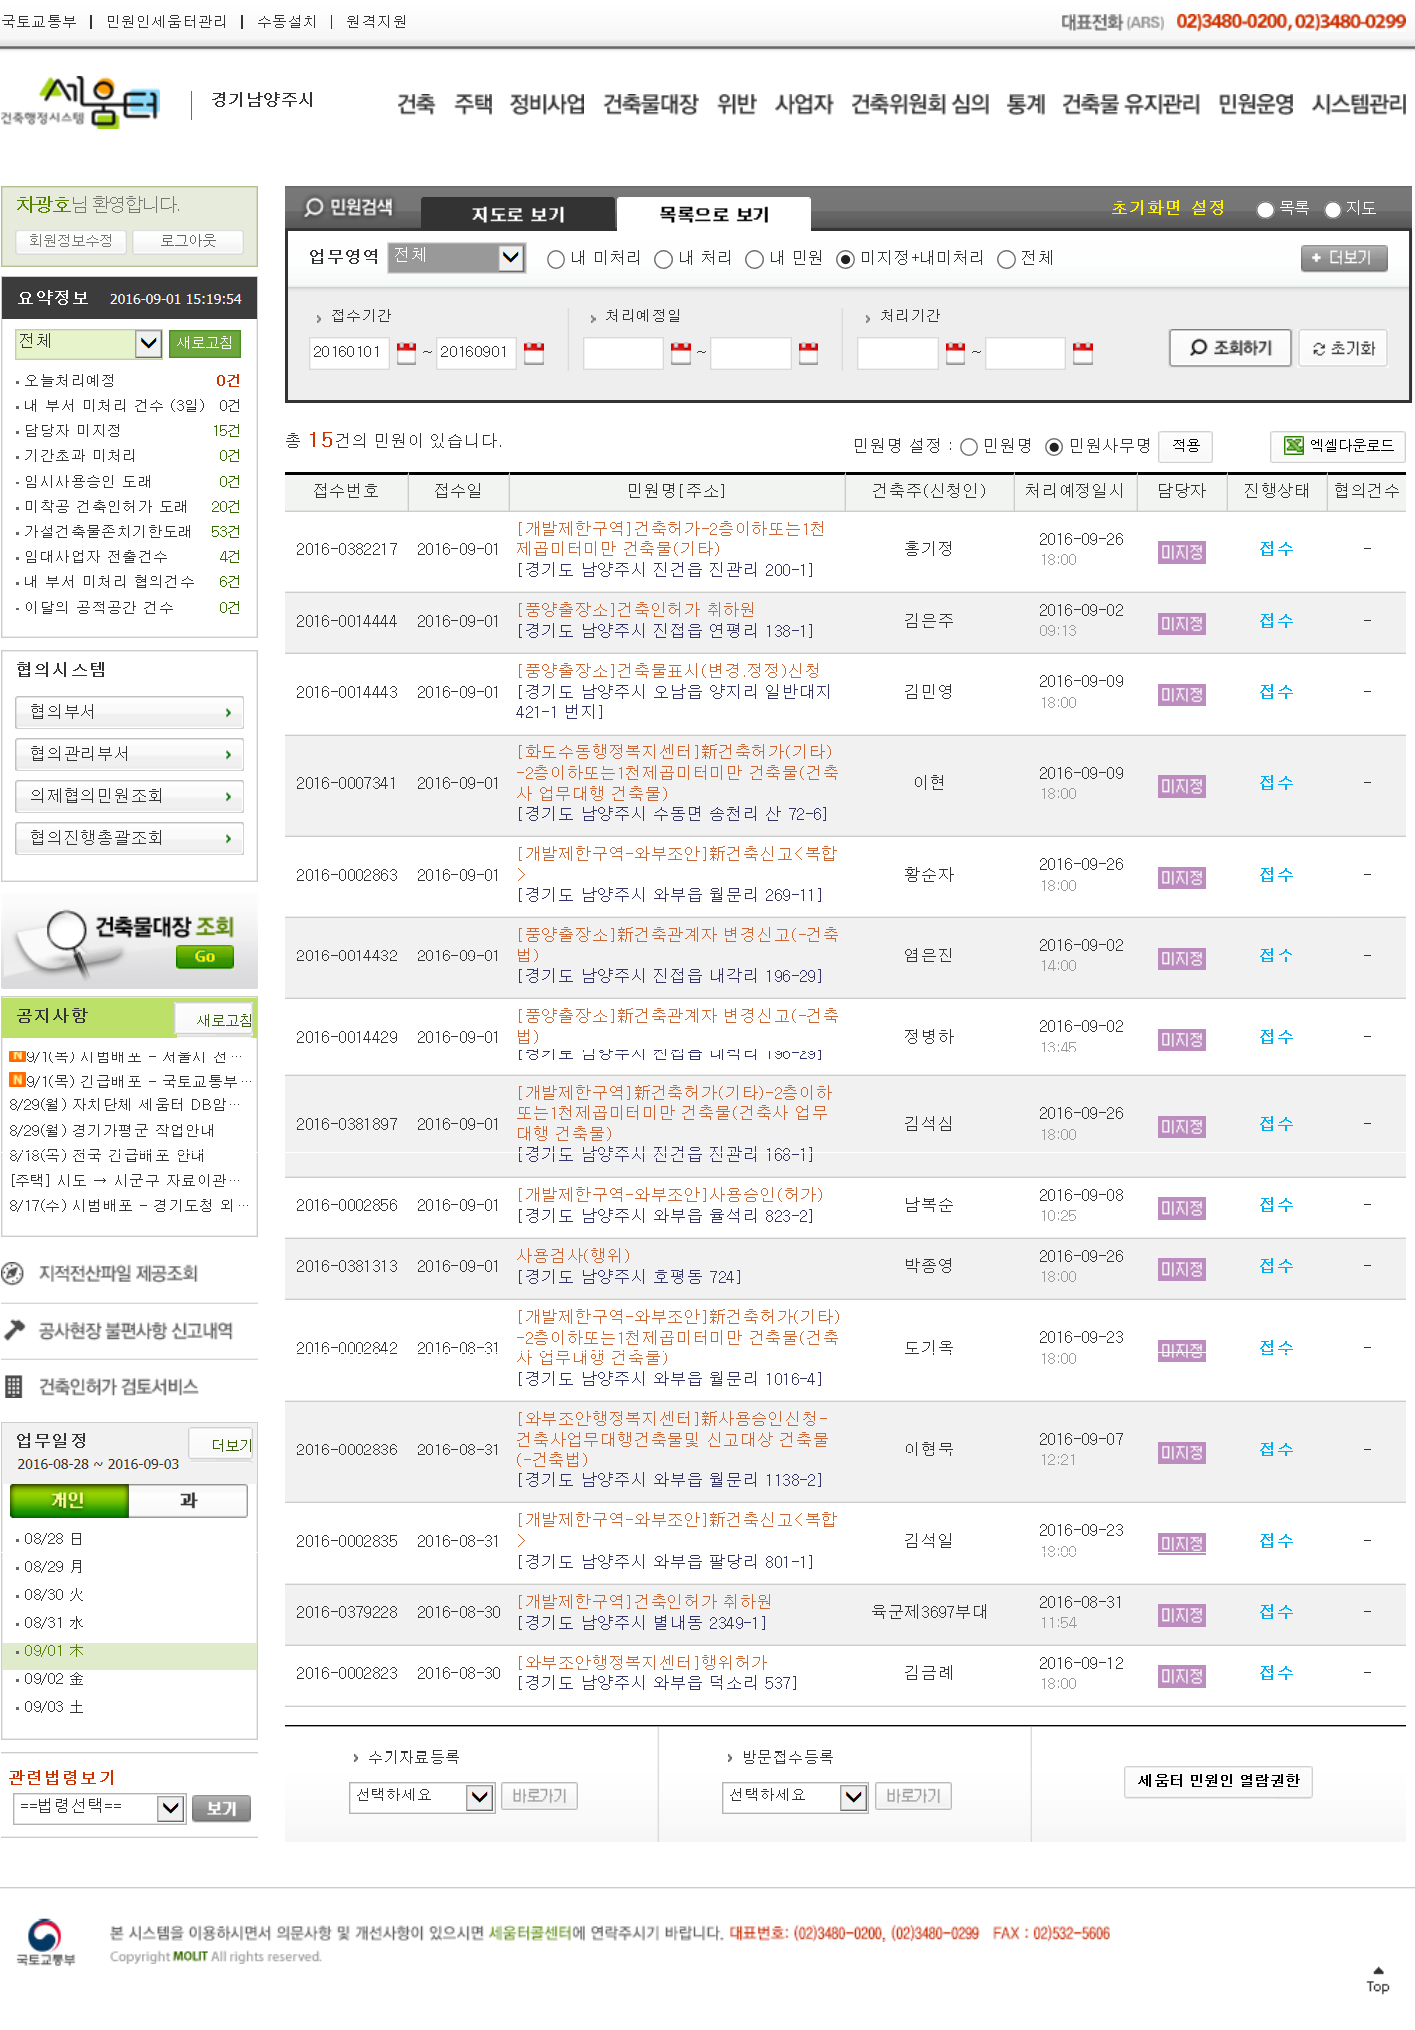 국토교통부 | 민원인세움터관리 | 수동설치 | 원격지원
대표전화 (ARS) 02)3480-0200, 02)3480-0299
세움터
건축행정시스템
경기남양주시
건축 주택 정비사업 건축물대장 위반 사업자 건축위원회 심의 통계 건축물 유지관리 민원운영 시스템관리
차광호님 환영합니다.
회원정보수정 로그아웃
요약정보 2016-09-01 15:19:54
전체 새로고침
오늘처리예정 0건
내 부서 미처리 건수 (3일) 0건
담당자 미지정 15건
기간초과 미처리 0건
임시사용승인 도래 0건
미착공 건축인허가 도래 20건
가설건축물존치기한도래 53건
임대사업자 전출건수 4건
내 부서 미처리 협의건수 6건
이달의 공적공간 건수 0건
협의시스템
협의부서
협의관리부서
의제협의민원조회
협의진행총괄조회
건축물대장 조회
Go
공지사항 새로고침
N 9/1(목) 시범배포 - 서울시 전…
N 9/1(목) 긴급배포 - 국토교통부…
8/29(월) 자치단체 세움터 DB암…
8/29(월) 경기가평군 작업안내
8/18(목) 전국 긴급배포 안내
[주택] 시도 → 시군구 자료이관…
8/17(수) 시범배포 - 경기도청 외…
지적전산파일 제공조회
공사현장 불편사항 신고내역
건축인허가 검토서비스
업무일정 더보기
2016-08-28 ~ 2016-09-03
개인 과
08/28 日
08/29 月
08/30 火
08/31 水
09/01 木
09/02 金
09/03 土
관련법령보기
==법령선택== 보기
민원검색 지도로 보기 목록으로 보기 초기화면 설정 목록 지도
업무영역 전체 내 미처리 내 처리 내 민원 미지정+내미처리 전체 + 더보기
접수기간 처리예정일 처리기간
20160101 ~ 20160901 ~ ~ 조회하기 초기화
총 15건의 민원이 있습니다.
민원명 설정 : 민원명 민원사무명 적용 엑셀다운로드
접수번호 접수일 민원명[주소] 건축주(신청인) 처리예정일시 담당자 진행상태 협의건수
[개발제한구역]건축허가-2층이하또는1천
제곱미터미만 건축물(기타)
[경기도 남양주시 진건읍 진관리 200-1]
2016-0382217 2016-09-01 홍기정 2016-09-26 18:00 미지정 접수 -
[풍양출장소]건축인허가 취하원
[경기도 남양주시 진접읍 연평리 138-1]
2016-0014444 2016-09-01 김은주 2016-09-02 09:13 미지정 접수 -
[풍양출장소]건축물표시(변경.정정)신청
[경기도 남양주시 오남읍 양지리 일반대지
421-1 번지]
2016-0014443 2016-09-01 김민영 2016-09-09 18:00 미지정 접수 -
[화도수동행정복지센터]新건축허가(기타)
-2층이하또는1천제곱미터미만 건축물(건축
사 업무대행 건축물)
[경기도 남양주시 수동면 송천리 산 72-6]
2016-0007341 2016-09-01 이현 2016-09-09 18:00 미지정 접수 -
[개발제한구역-와부조안]新건축신고<복합
>
[경기도 남양주시 와부읍 월문리 269-11]
2016-0002863 2016-09-01 황순자 2016-09-26 18:00 미지정 접수 -
[풍양출장소]新건축관계자 변경신고(-건축
법)
[경기도 남양주시 진접읍 내각리 196-29]
2016-0014432 2016-09-01 염은진 2016-09-02 14:00 미지정 접수 -
[풍양출장소]新건축관계자 변경신고(-건축
법)
[경기도 남양주시 진접읍 내각리 196-29]
2016-0014429 2016-09-01 정병하 2016-09-02 13:45 미지정 접수 -
[개발제한구역]新건축허가(기타)-2층이하
또는1천제곱미터미만 건축물(건축사 업무
대행 건축물)
[경기도 남양주시 진건읍 진관리 168-1]
2016-0381897 2016-09-01 김석심 2016-09-26 18:00 미지정 접수 -
[개발제한구역-와부조안]사용승인(허가)
[경기도 남양주시 와부읍 율석리 823-2]
2016-0002856 2016-09-01 남복순 2016-09-08 10:25 미지정 접수 -
사용검사(행위)
[경기도 남양주시 호평동 724]
2016-0381313 2016-09-01 박종영 2016-09-26 18:00 미지정 접수 -
[개발제한구역-와부조안]新건축허가(기타)
-2층이하또는1천제곱미터미만 건축물(건축
사 업무대행 건축물)
[경기도 남양주시 와부읍 월문리 1016-4]
2016-0002842 2016-08-31 도기옥 2016-09-23 18:00 미지정 접수 -
[와부조안행정복지센터]新사용승인신청-
건축사업무대행건축물및 신고대상 건축물
(-건축법)
[경기도 남양주시 와부읍 월문리 1138-2]
2016-0002836 2016-08-31 이형묵 2016-09-07 12:21 미지정 접수 -
[개발제한구역-와부조안]新건축신고<복합
>
[경기도 남양주시 와부읍 팔당리 801-1]
2016-0002835 2016-08-31 김석일 2016-09-23 18:00 미지정 접수 -
[개발제한구역]건축인허가 취하원
[경기도 남양주시 별내동 2349-1]
2016-0379228 2016-08-30 육군제3697부대 2016-08-31 11:54 미지정 접수 -
[와부조안행정복지센터]행위허가
[경기도 남양주시 와부읍 덕소리 537]
2016-0002823 2016-08-30 김금례 2016-09-12 18:00 미지정 접수 -
수기자료등록 방문접수등록
선택하세요 바로가기 선택하세요 바로가기 세움터 민원인 열람권한
국토교통부
본 시스템을 이용하시면서 의문사항 및 개선사항이 있으시면 세움터콜센터에 연락주시기 바랍니다. 대표번호: (02)3480-0200, (02)3480-0299 FAX : 02)532-5606
Copyright MOLIT All rights reserved.
Top